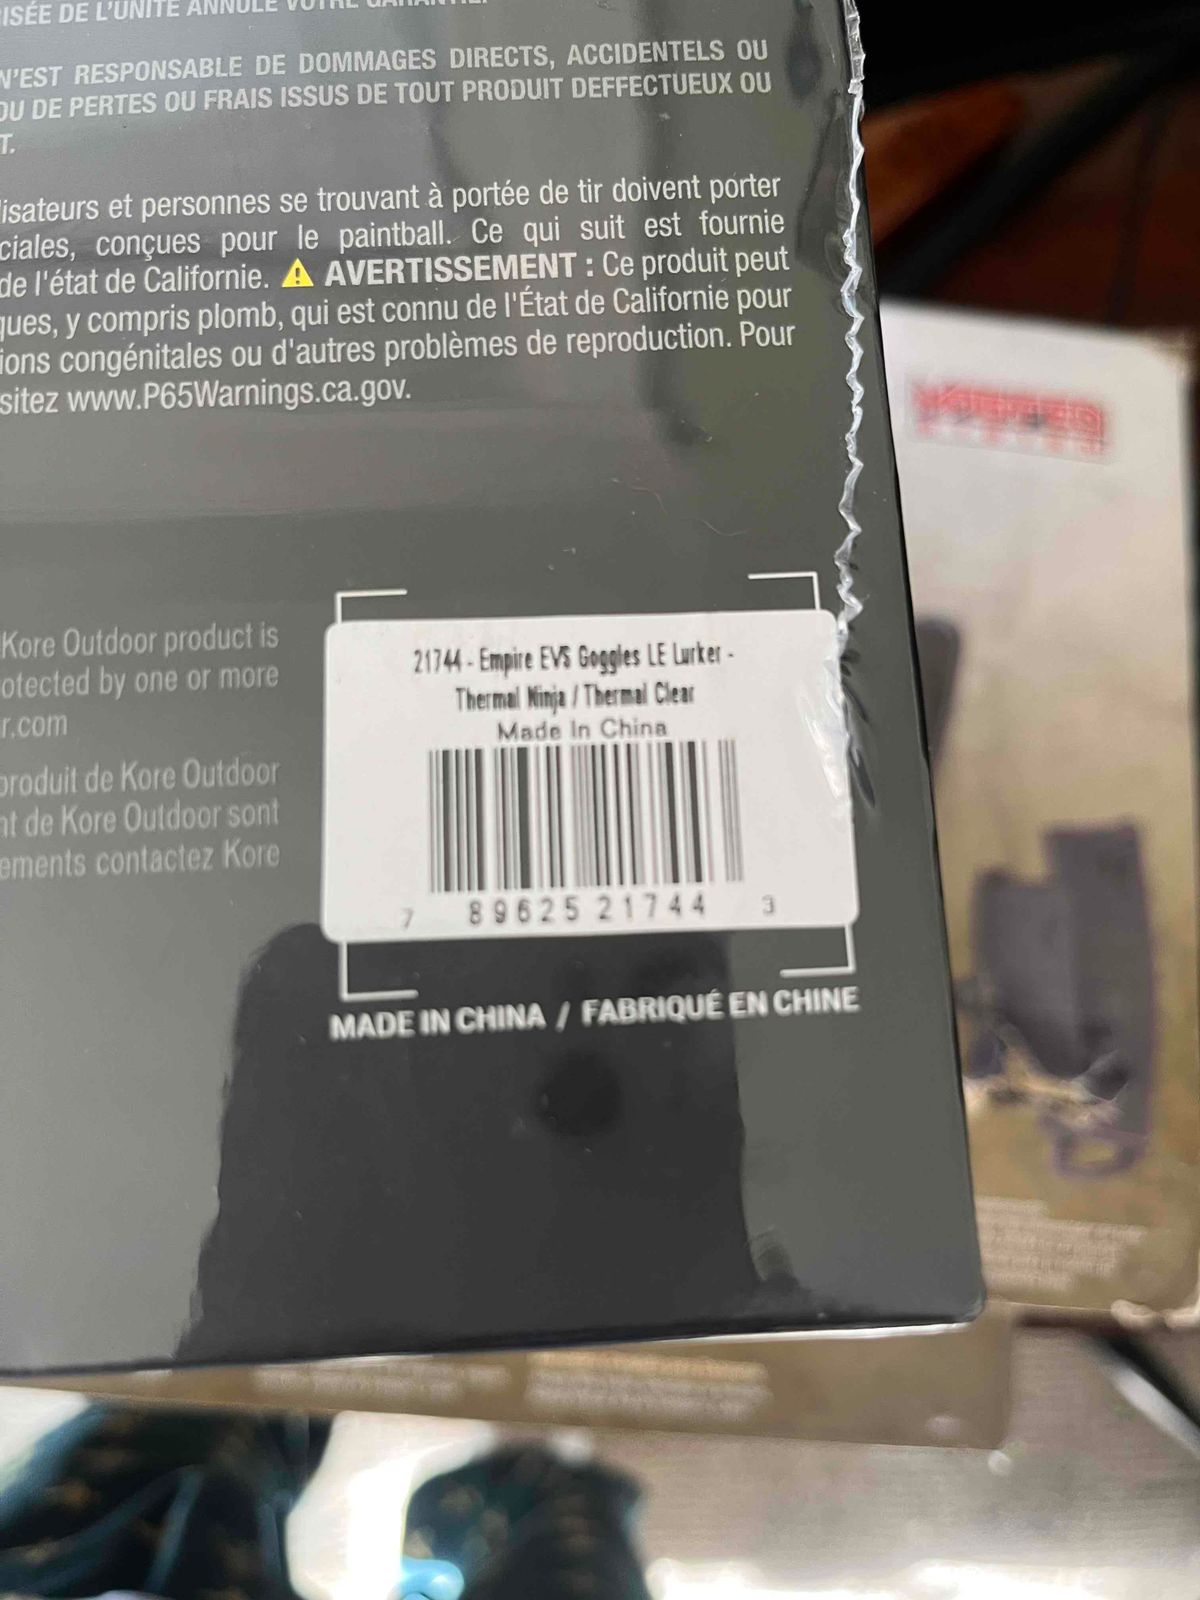 ISÉE DE L'UNITÉ ANNULE VOTRE GARANTIE.
N'EST RESPONSABLE DE DOMMAGES DIRECTS, ACCIDENTELS OU
OU DE PERTES OU FRAIS ISSUS DE TOUT PRODUIT DEFFECTUEUX OU
T.
lisateurs et personnes se trouvant à portée de tir doivent porter
ciales, conçues pour le paintball. Ce qui suit est fournie
de l'état de Californie. ⚠ AVERTISSEMENT : Ce produit peut
ques, y compris plomb, qui est connu de l'État de Californie pour
ions congénitales ou d'autres problèmes de reproduction. Pour
sitez www.P65Warnings.ca.gov.
Kore Outdoor product is
otected by one or more
r.com
produit de Kore Outdoor
nt de Kore Outdoor sont
ements contactez Kore
21744 - Empire EVS Goggles LE Lurker -
Thermal Ninja / Thermal Clear
Made In China
7 89625 21744 3
MADE IN CHINA / FABRIQUÉ EN CHINE